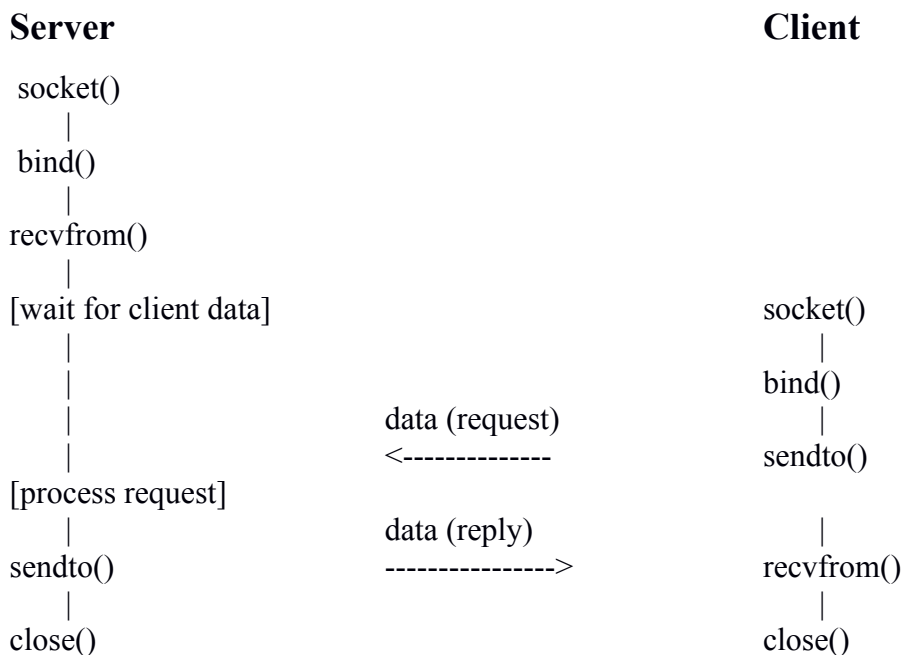 Server Client
socket()
|
bind()
|
recvfrom()
|
[wait for client data] socket()
| |
| bind()
| data (request) |
| <-------------- sendto()
[process request]
| data (reply) |
sendto() ----------------> recvfrom()
| |
close() close()